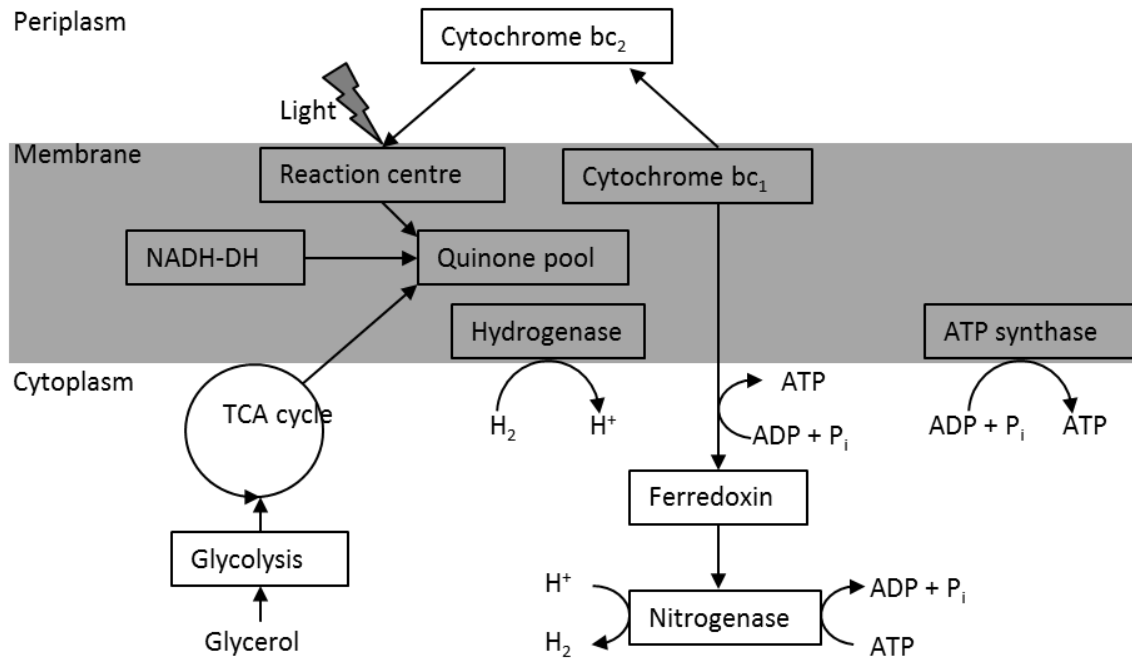 Periplasm
Cytochrome bc₂
Light
Membrane
Reaction centre
Cytochrome bc₁
NADH-DH
Quinone pool
Hydrogenase
ATP synthase
Cytoplasm
TCA cycle
H₂
H⁺
ATP
ADP + Pᵢ
ADP + Pᵢ
ATP
Ferredoxin
Glycolysis
Glycerol
H⁺
H₂
Nitrogenase
ADP + Pᵢ
ATP